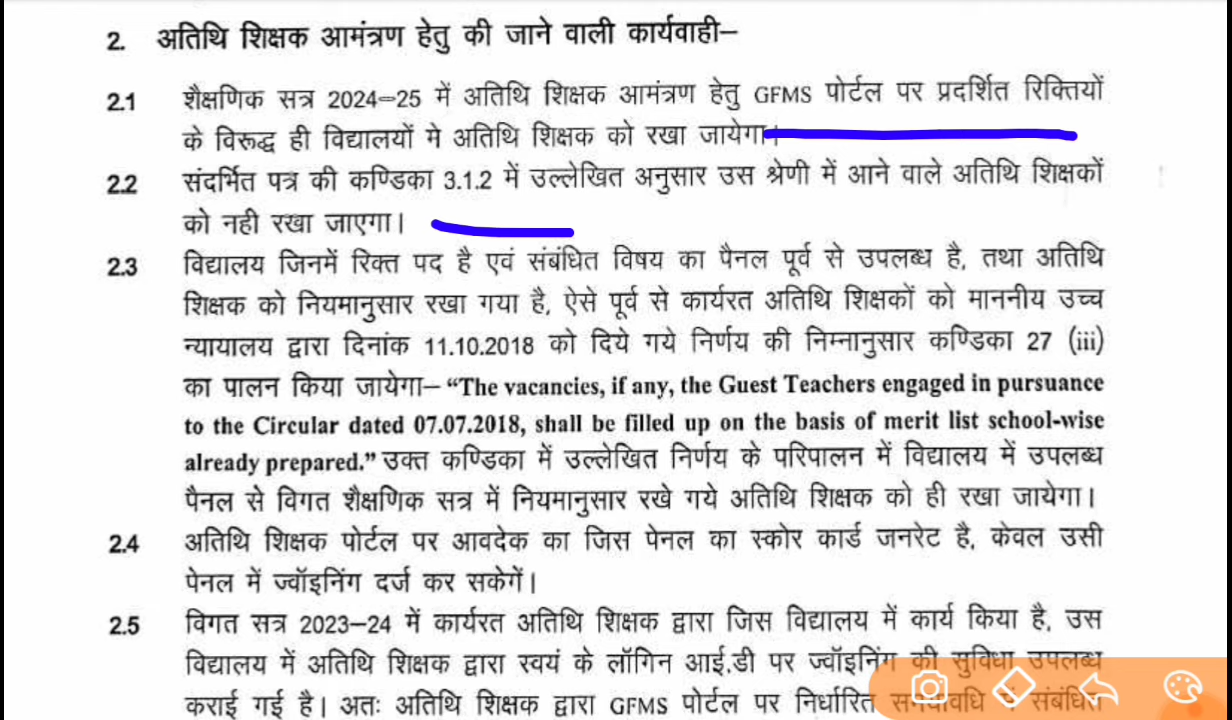 2. अतिथि शिक्षक आमंत्रण हेतु की जाने वाली कार्यवाही–
2.1 शैक्षणिक सत्र 2024–25 में अतिथि शिक्षक आमंत्रण हेतु GFMS पोर्टल पर प्रदर्शित रिक्तियों
के विरूद्ध ही विद्यालयों मे अतिथि शिक्षक को रखा जायेगा।
2.2 संदर्भित पत्र की कण्डिका 3.1.2 में उल्लेखित अनुसार उस श्रेणी में आने वाले अतिथि शिक्षकों
को नही रखा जाएगा।
2.3 विद्यालय जिनमें रिक्त पद है एवं संबंधित विषय का पैनल पूर्व से उपलब्ध है, तथा अतिथि
शिक्षक को नियमानुसार रखा गया है, ऐसे पूर्व से कार्यरत अतिथि शिक्षकों को माननीय उच्च
न्यायालय द्वारा दिनांक 11.10.2018 को दिये गये निर्णय की निम्नानुसार कण्डिका 27 (iii)
का पालन किया जायेगा– “The vacancies, if any, the Guest Teachers engaged in pursuance
to the Circular dated 07.07.2018, shall be filled up on the basis of merit list school-wise
already prepared.” उक्त कण्डिका में उल्लेखित निर्णय के परिपालन में विद्यालय में उपलब्ध
पैनल से विगत शैक्षणिक सत्र में नियमानुसार रखे गये अतिथि शिक्षक को ही रखा जायेगा।
2.4 अतिथि शिक्षक पोर्टल पर आवदेक का जिस पेनल का स्कोर कार्ड जनरेट है, केवल उसी
पेनल में ज्वॉइनिंग दर्ज कर सकेगें।
2.5 विगत सत्र 2023–24 में कार्यरत अतिथि शिक्षक द्वारा जिस विद्यालय में कार्य किया है, उस
विद्यालय में अतिथि शिक्षक द्वारा स्वयं के लॉगिन आई.डी पर ज्वॉइनिंग की सुविधा उपलब्ध
कराई गई है। अतः अतिथि शिक्षक द्वारा GFMS पोर्टल पर निर्धारित संबंधित